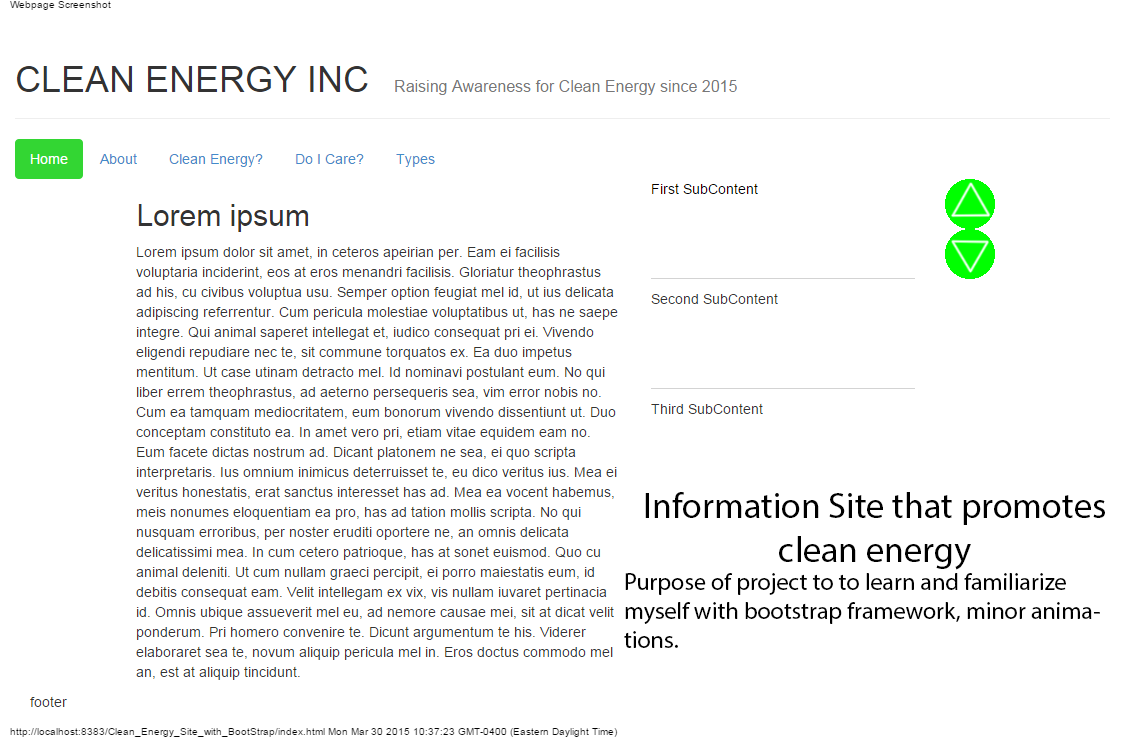 Webpage Screenshot
CLEAN ENERGY INC Raising Awareness for Clean Energy since 2015
Home About Clean Energy? Do I Care? Types
Lorem ipsum
Lorem ipsum dolor sit amet, in ceteros apeirian per. Eam ei facilisis
voluptaria inciderint, eos at eros menandri facilisis. Gloriatur theophrastus
ad his, cu civibus voluptua usu. Semper option feugiat mel id, ut ius delicata
adipiscing referrentur. Cum pericula molestiae voluptatibus ut, has ne saepe
integre. Qui animal saperet intellegat et, iudico consequat pri ei. Vivendo
eligendi repudiare nec te, sit commune torquatos ex. Ea duo impetus
mentitum. Ut case utinam detracto mel. Id nominavi postulant eum. No qui
liber errem theophrastus, ad aeterno persequeris sea, vim error nobis no.
Cum ea tamquam mediocritatem, eum bonorum vivendo dissentiunt ut. Duo
conceptam constituto ea. In amet vero pri, etiam vitae equidem eam no.
Eum facete dictas nostrum ad. Dicant platonem ne sea, ei quo scripta
interpretaris. Ius omnium inimicus deterruisset te, eu dico veritus ius. Mea ei
veritus honestatis, erat sanctus interesset has ad. Mea ea vocent habemus,
meis nonumes eloquentiam ea pro, has ad tation mollis scripta. No qui
nusquam erroribus, per noster eruditi oportere ne, an omnis delicata
delicatissimi mea. In cum cetero patrioque, has at sonet euismod. Quo cu
animal deleniti. Ut cum nullam graeci percipit, ei porro maiestatis eum, id
debitis consequat eam. Velit intellegam ex vix, vis nullam iuvaret pertinacia
id. Omnis ubique assueverit mel eu, ad nemore causae mei, sit at dicat velit
ponderum. Pri homero convenire te. Dicunt argumentum te his. Viderer
elaboraret sea te, novum aliquip pericula mel in. Eros doctus commodo mel
an, est at aliquip tincidunt.
First SubContent
Second SubContent
Third SubContent
Information Site that promotes
clean energy
Purpose of project to to learn and familiarize
myself with bootstrap framework, minor anima-
tions.
footer
http://localhost:8383/Clean_Energy_Site_with_BootStrap/index.html Mon Mar 30 2015 10:37:23 GMT-0400 (Eastern Daylight Time)